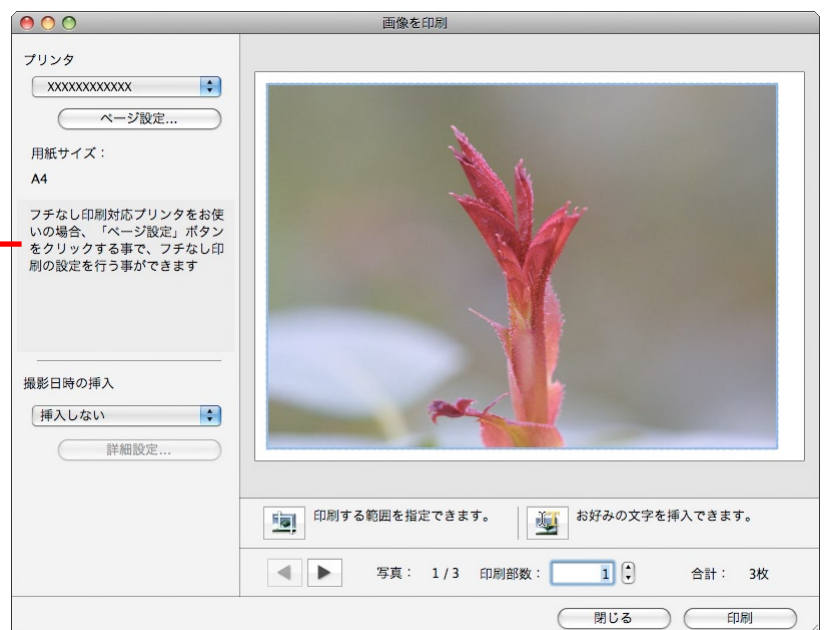 画像を印刷
プリンタ
XXXXXXXXXXXX
ページ設定...
用紙サイズ：
A4
フチなし印刷対応プリンタをお使
いの場合、「ページ設定」ボタン
をクリックする事で、フチなし印
刷の設定を行う事ができます
撮影日時の挿入
挿入しない
詳細設定...
印刷する範囲を指定できます。
お好みの文字を挿入できます。
写真： 1 / 3 印刷部数： 1 合計： 3枚
閉じる 印刷